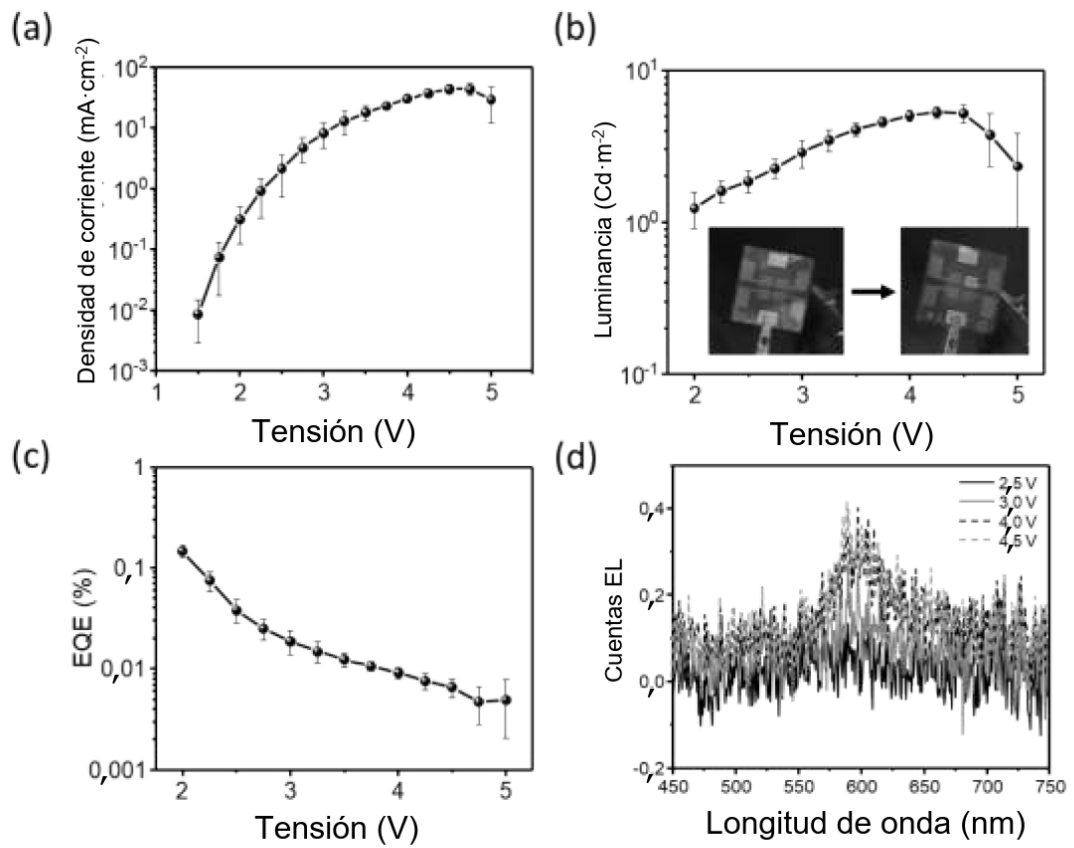 (a)
Densidad de corriente (mA·cm-2)
10²
10¹
10⁰
10-1
10-2
10-3
1
2
3
4
5
Tensión (V)
(b)
Luminancia (Cd·m-2)
10¹
10⁰
10-1
2
3
4
5
Tensión (V)
(c)
EQE (%)
1
0,1
0,01
0,001
2
3
4
5
Tensión (V)
(d)
Cuentas EL
0,4
0,2
0,0
-0,2
2,5 V
3,0 V
4,0 V
4,5 V
450
500
550
600
650
700
750
Longitud de onda (nm)